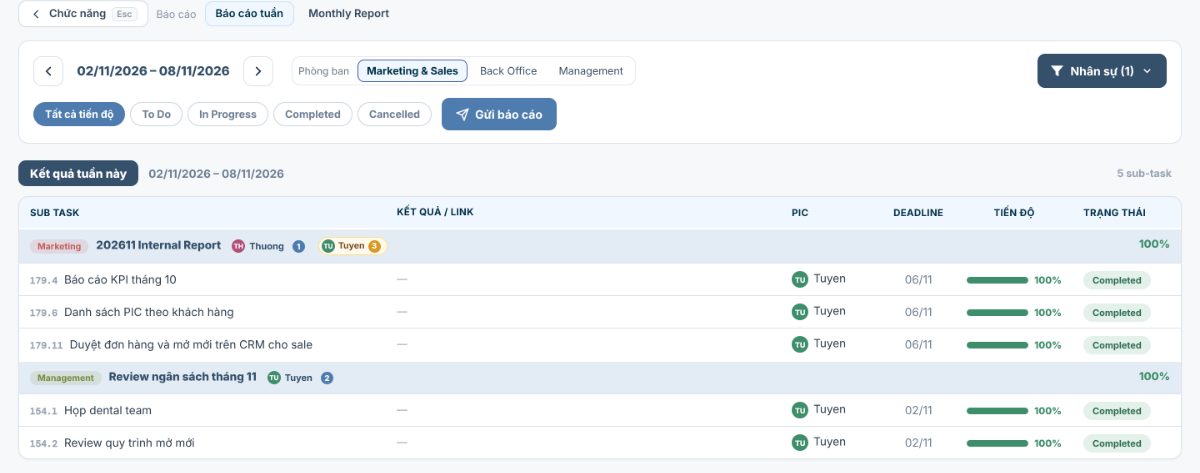 Chức năng Esc Báo cáo Báo cáo tuần Monthly Report
02/11/2026 – 08/11/2026 Phòng ban Marketing & Sales Back Office Management Nhân sự (1)
Tất cả tiến độ To Do In Progress Completed Cancelled Gửi báo cáo
Kết quả tuần này 02/11/2026 – 08/11/2026 5 sub-task
SUB TASK KẾT QUẢ / LINK PIC DEADLINE TIẾN ĐỘ TRẠNG THÁI
Marketing 202611 Internal Report TH Thuong 1 TU Tuyen 3 100%
179.4 Báo cáo KPI tháng 10 — TU Tuyen 06/11 100% Completed
179.6 Danh sách PIC theo khách hàng — TU Tuyen 06/11 100% Completed
179.11 Duyệt đơn hàng và mở mới trên CRM cho sale — TU Tuyen 06/11 100% Completed
Management Review ngân sách tháng 11 TU Tuyen 2 100%
154.1 Họp dental team — TU Tuyen 02/11 100% Completed
154.2 Review quy trình mở mới — TU Tuyen 02/11 100% Completed